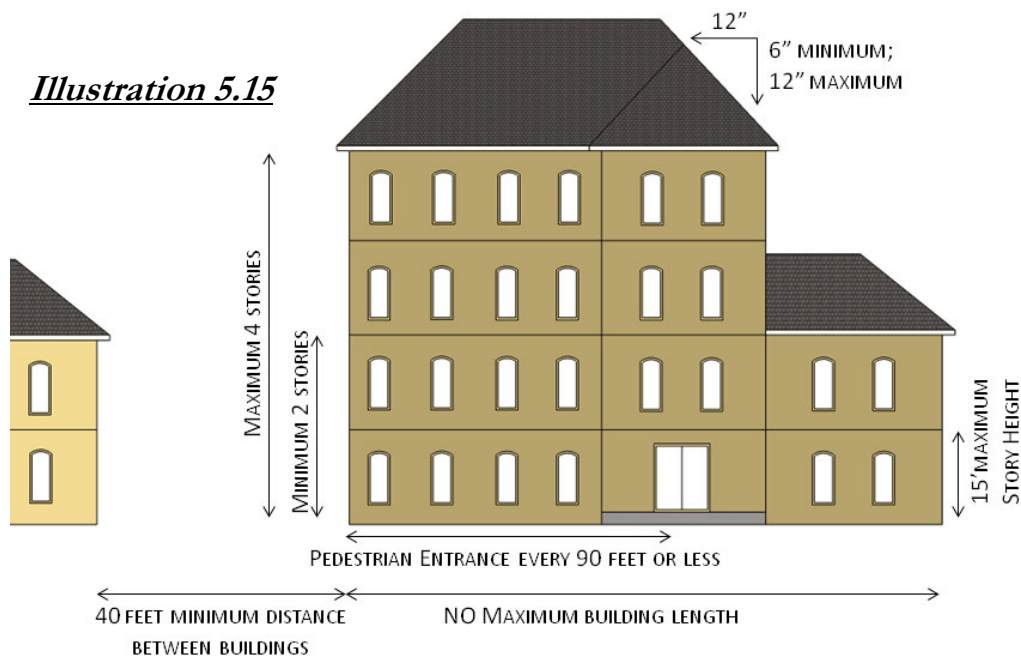 Illustration 5.15
12”
6” MINIMUM;
12” MAXIMUM
MAXIMUM 4 STORIES
MINIMUM 2 STORIES
15’MAXIMUM
STORY HEIGHT
PEDESTRIAN ENTRANCE EVERY 90 FEET OR LESS
40 FEET MINIMUM DISTANCE
BETWEEN BUILDINGS
NO MAXIMUM BUILDING LENGTH